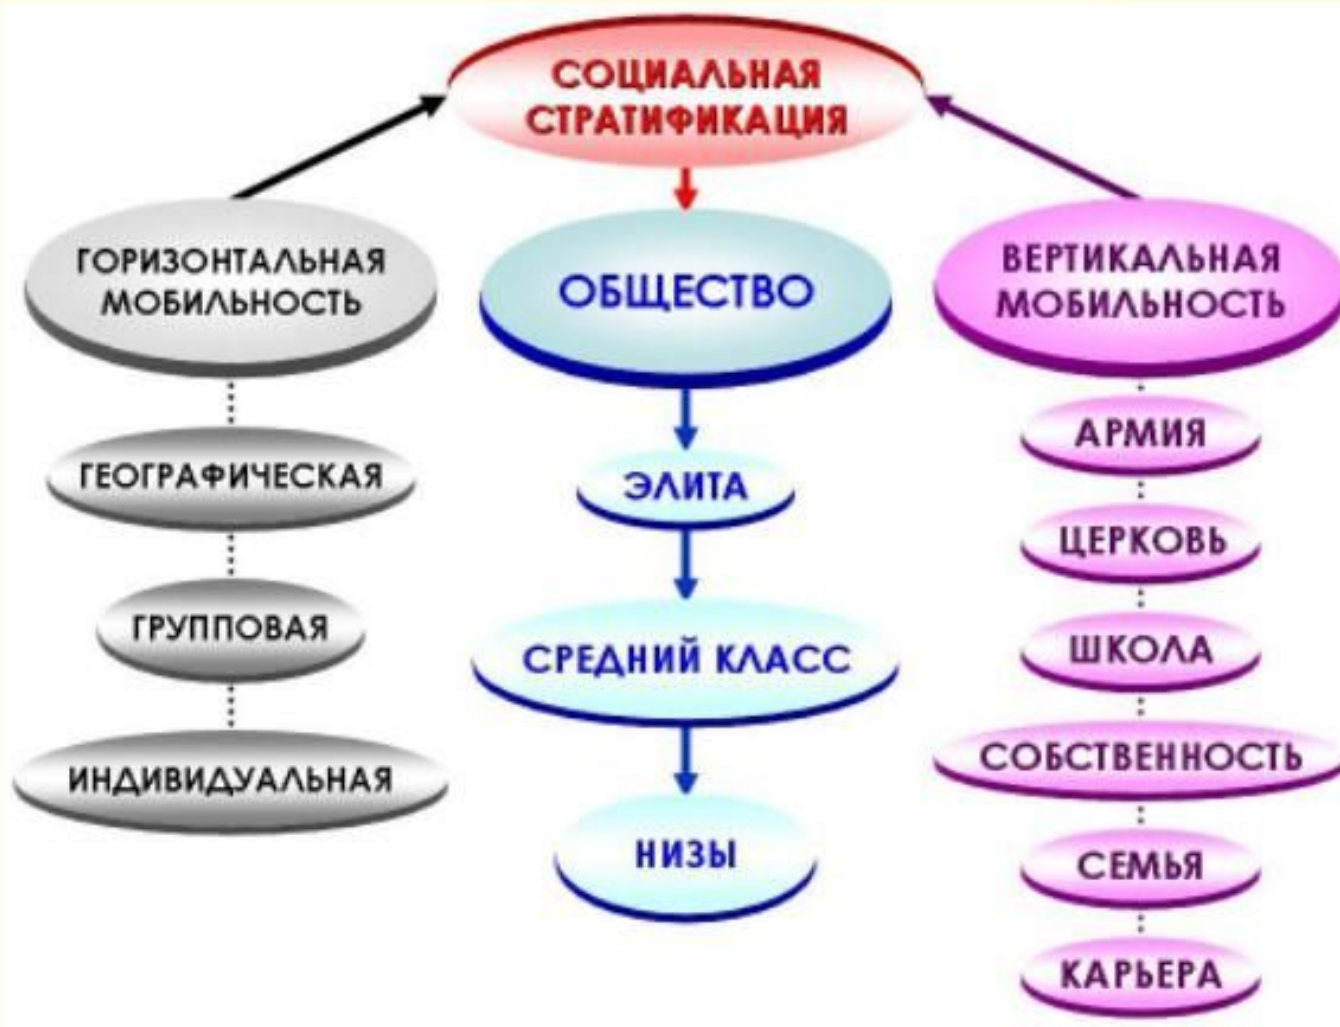 СОЦИАЛЬНАЯ
СТРАТИФИКАЦИЯ
ГОРИЗОНТАЛЬНАЯ
МОБИЛЬНОСТЬ
ГЕОГРАФИЧЕСКАЯ
ГРУППОВАЯ
ИНДИВИДУАЛЬНАЯ
ОБЩЕСТВО
ЭЛИТА
СРЕДНИЙ КЛАСС
НИЗЫ
ВЕРТИКАЛЬНАЯ
МОБИЛЬНОСТЬ
АРМИЯ
ЦЕРКОВЬ
ШКОЛА
СОБСТВЕННОСТЬ
СЕМЬЯ
КАРЬЕРА